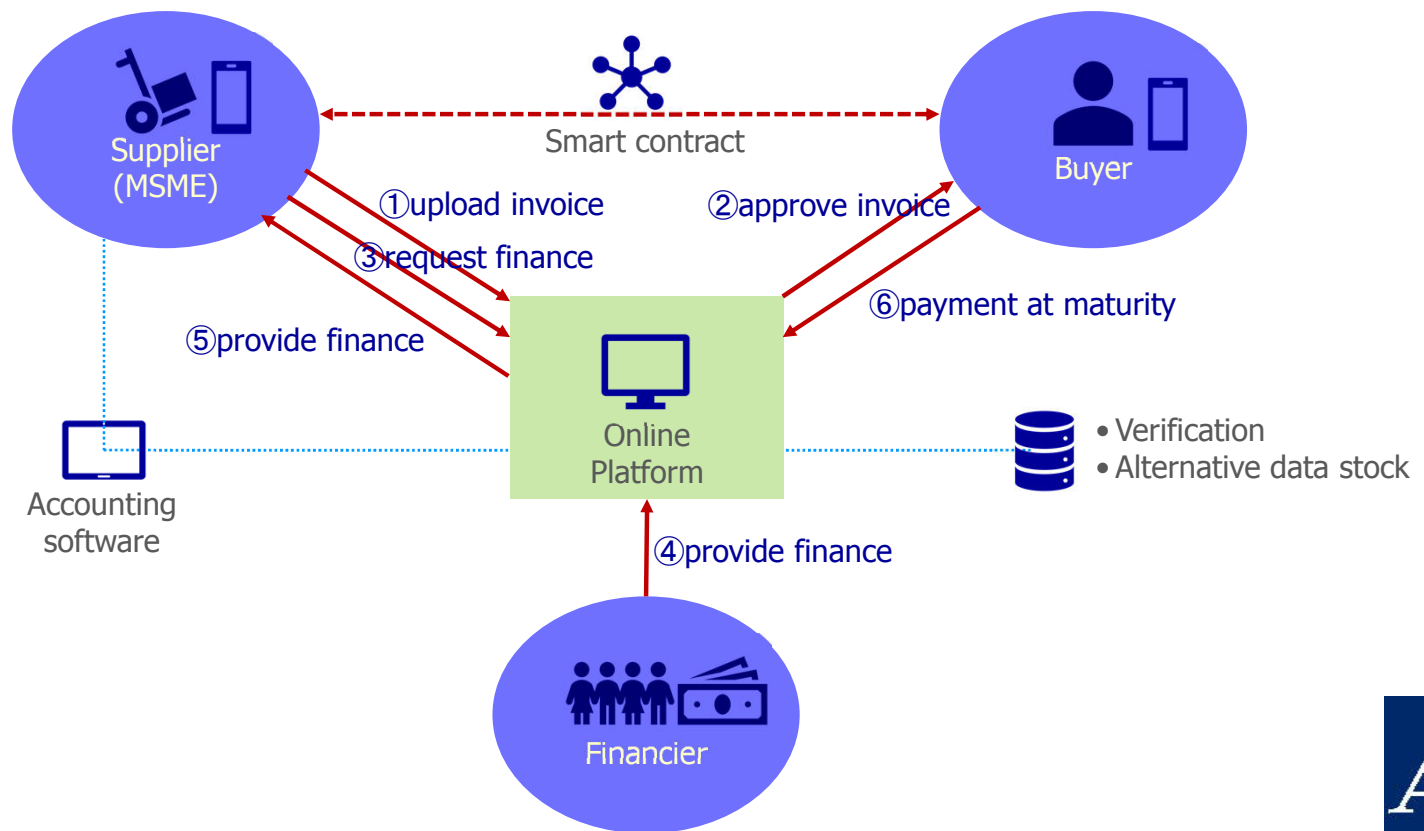 Smart contract
Supplier
(MSME)
Buyer
①upload invoice
②approve invoice
③request finance
⑥payment at maturity
⑤provide finance
Online
Platform
• Verification
• Alternative data stock
Accounting
software
④provide finance
Financier
A